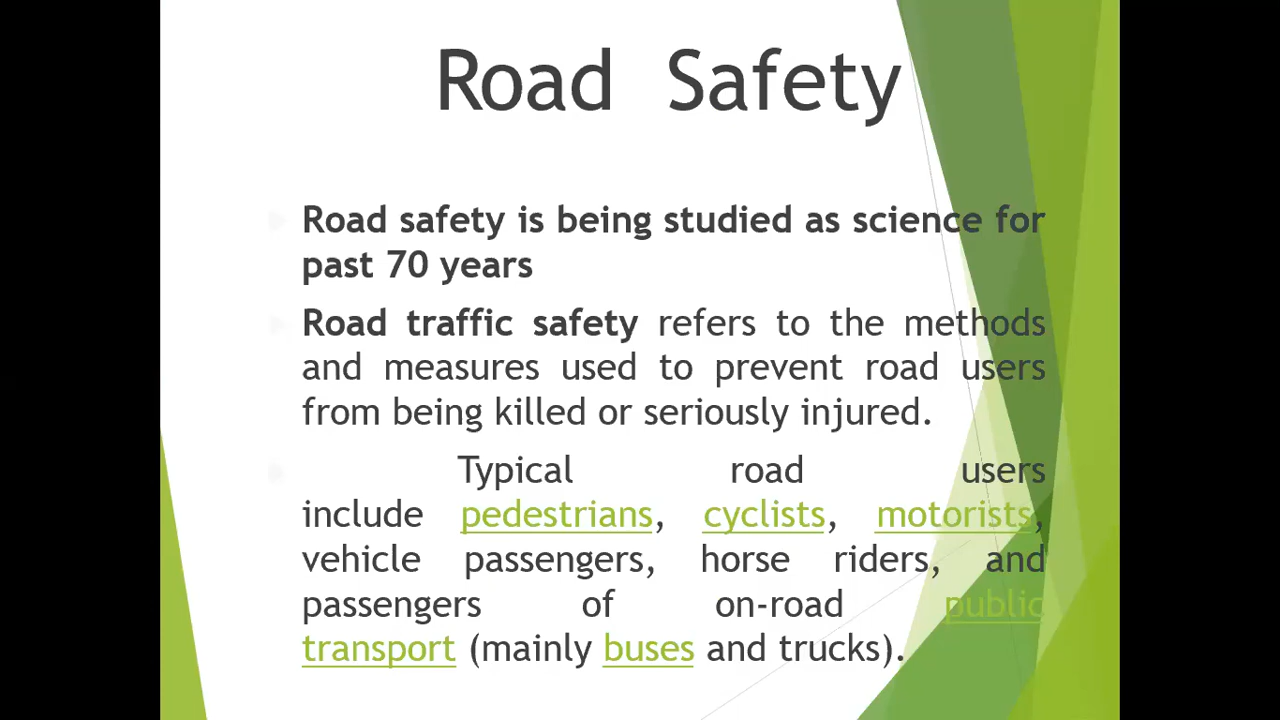 Road Safety
Road safety is being studied as science for
past 70 years
Road traffic safety refers to the methods
and measures used to prevent road users
from being killed or seriously injured.
Typical road users
include pedestrians, cyclists, motorists,
vehicle passengers, horse riders, and
passengers of on-road public
transport (mainly buses and trucks).